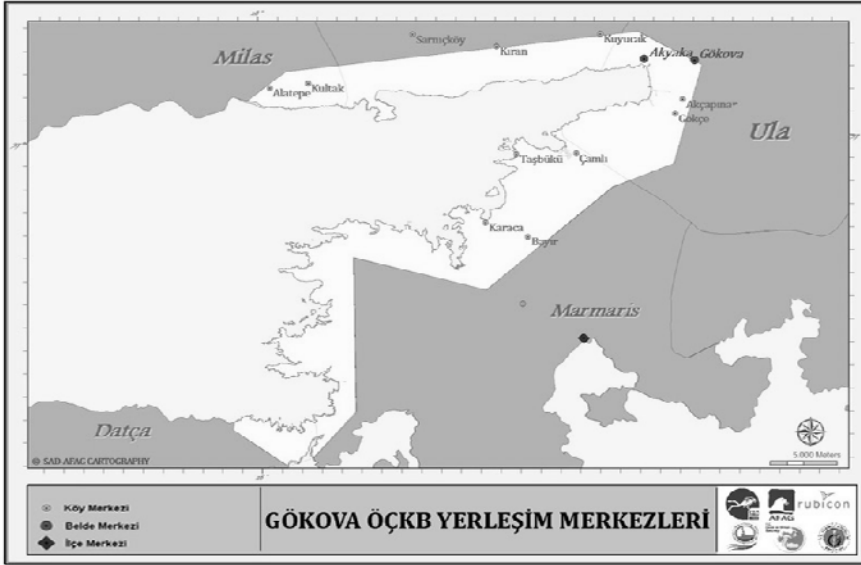 Milas
Sarnıçköy
Kıran
Kuyucak
Akyaka
Gökova
Alatepe
Kultak
Akçapınar
Gökçe
Ula
Taşbükü
Çamlı
Karaca
Bayır
Marmaris
Datça
© SAD-AFAG CARTOGRAPHY
5.000 Meters
Köy Merkezi
Belde Merkezi
İlçe Merkezi
GÖKOVA ÖÇKB YERLEŞİM MERKEZLERİ
AFAG
rubicon